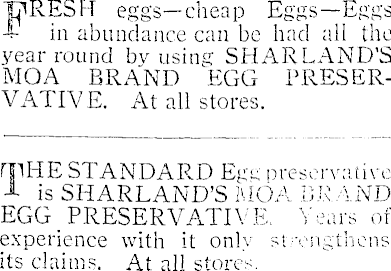 FRESH eggs—cheap Eggs—Eggs
in abundance can be had all the
year round by using SHARLAND'S
MOA BRAND EGG PRESER-
VATIVE. At all stores.
THE STANDARD Egg preservative
is SHARLAND'S MOA BRAND
EGG PRESERVATIVE. Years of
experience with it only strengthens
its claims. At all stores.